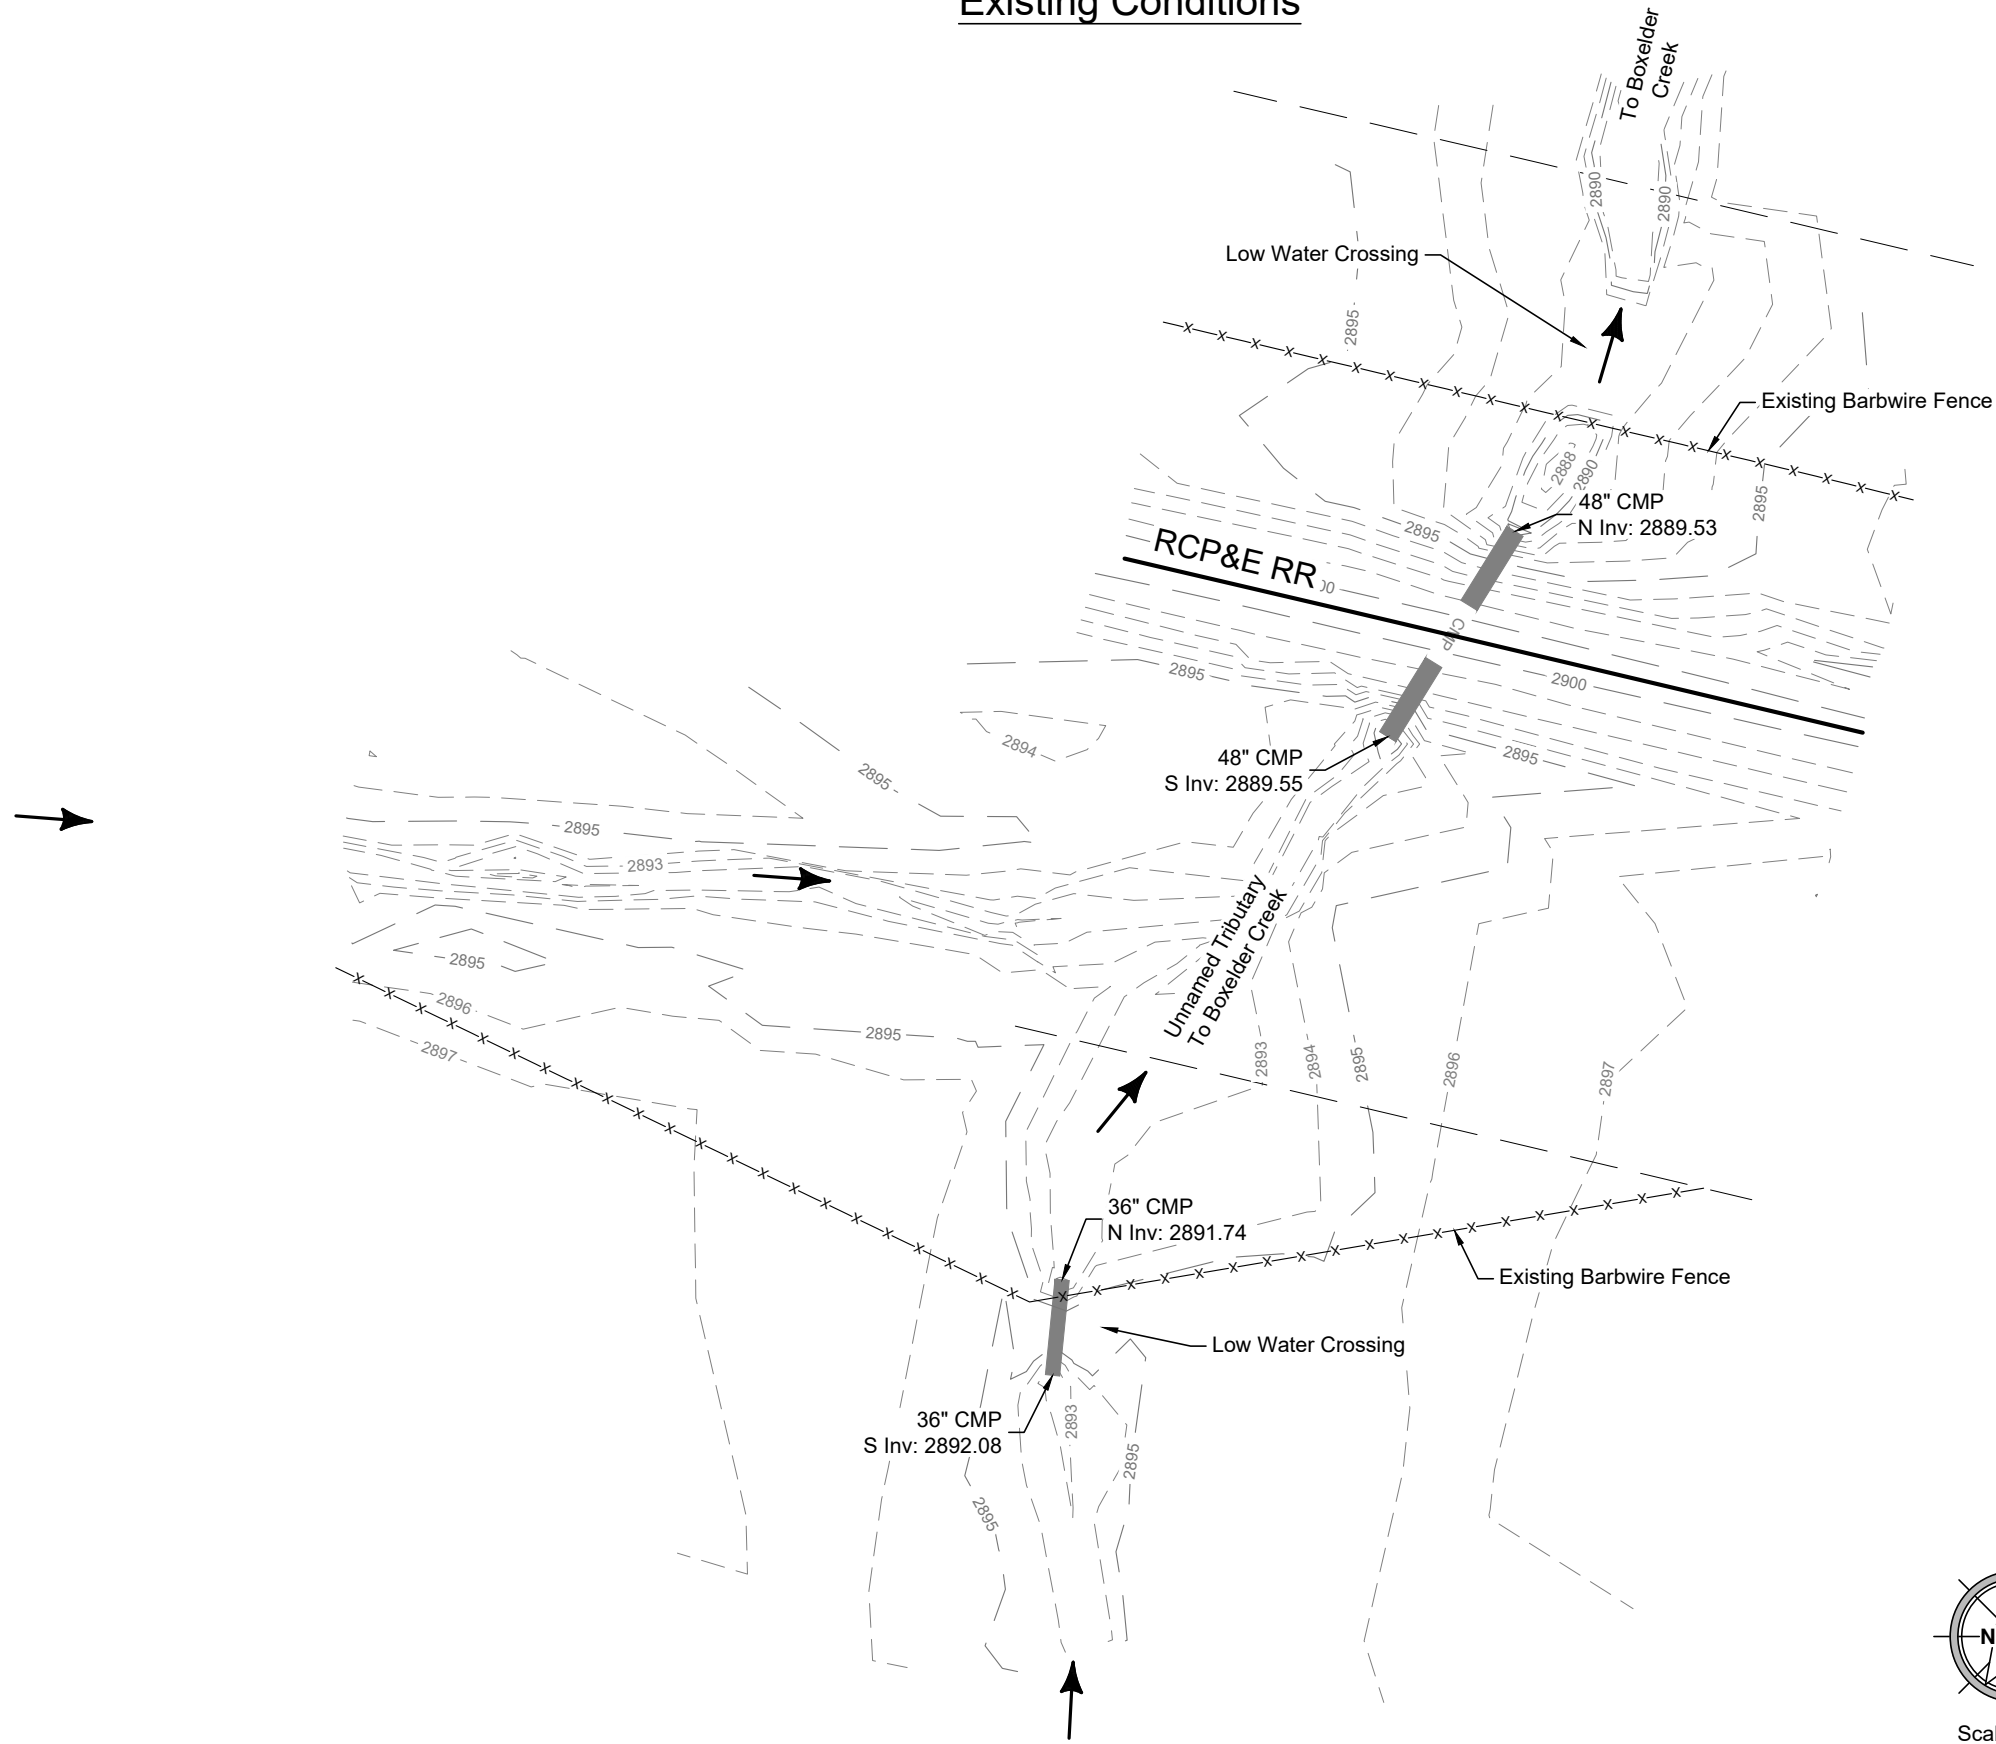 Existing Conditions
To Boxelder
Creek
2890
2890
Low Water Crossing
2895
Existing Barbwire Fence
2888
2890
2895
48" CMP
N Inv: 2889.53
2895
RCP&E RR
CMP
2900
2895
2895
2894
48" CMP
S Inv: 2889.55
2895
2895
2893
Unnamed Tributary
To Boxelder Creek
2895
2896
2897
2895
2893
2894
2895
2896
2897
36" CMP
N Inv: 2891.74
Existing Barbwire Fence
Low Water Crossing
36" CMP
S Inv: 2892.08
2893
2895
2895
N